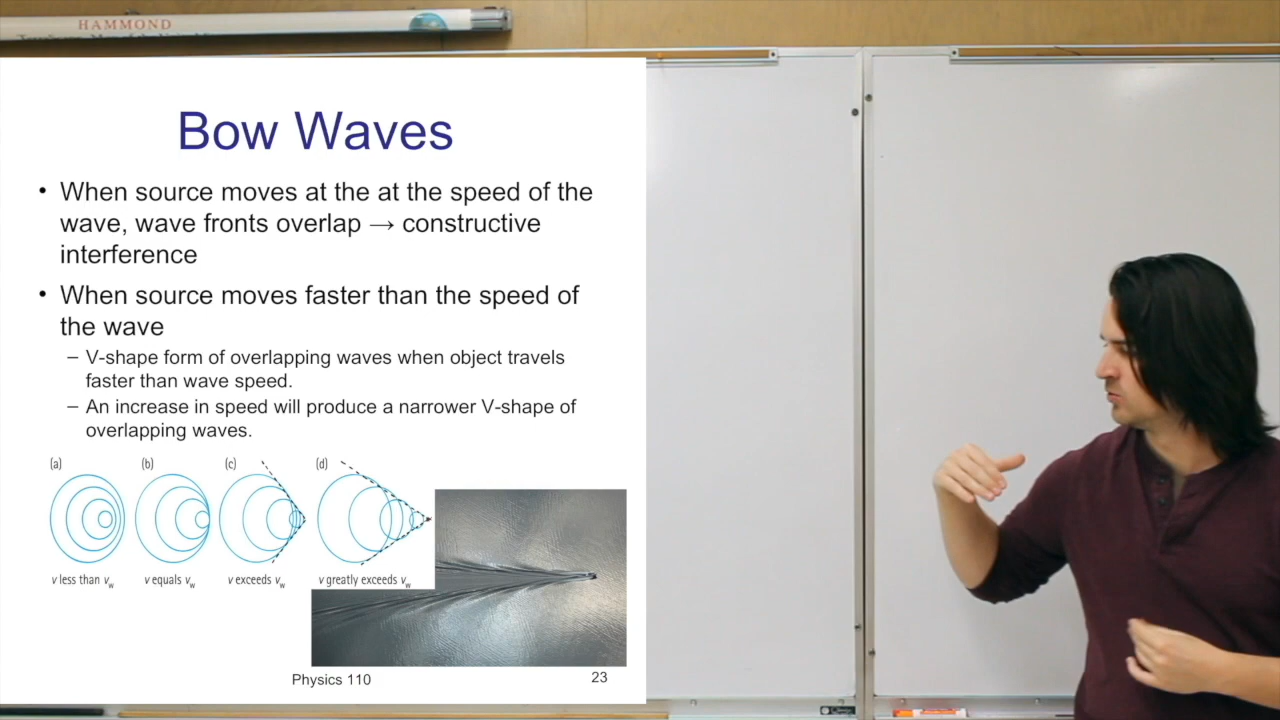 HAMMOND
Bow Waves
• When source moves at the at the speed of the
wave, wave fronts overlap → constructive
interference
• When source moves faster than the speed of
the wave
– V-shape form of overlapping waves when object travels
faster than wave speed.
– An increase in speed will produce a narrower V-shape of
overlapping waves.
(a) (b) (c) (d)
v less than vw v equals vw v exceeds vw v greatly exceeds vw
Physics 110 23